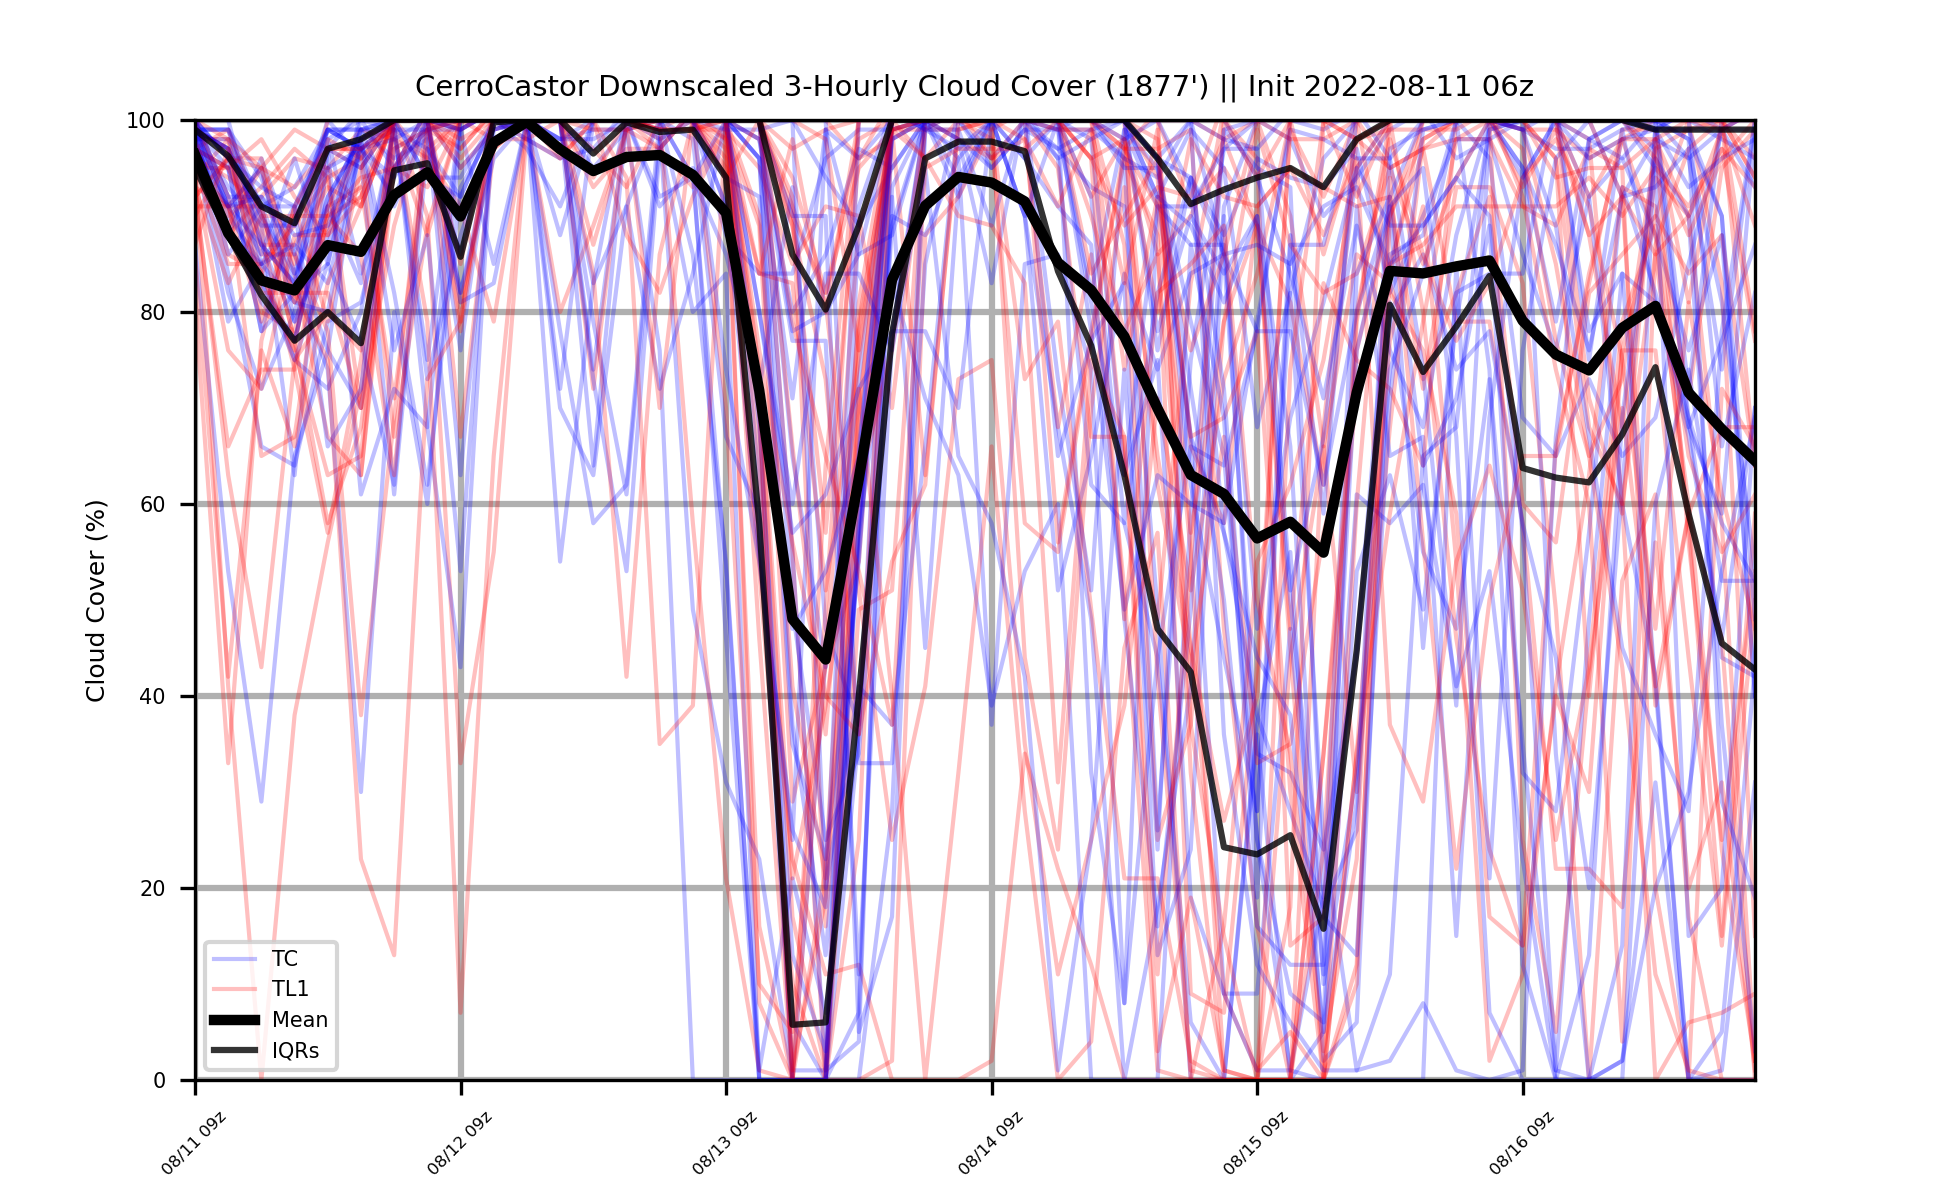 CerroCastor Downscaled 3-Hourly Cloud Cover (1877') || Init 2022-08-11 06z
Cloud Cover (%)
100
80
60
40
20
0
TC
TL1
Mean
IQRs
08/11 09z
08/12 09z
08/13 09z
08/14 09z
08/15 09z
08/16 09z